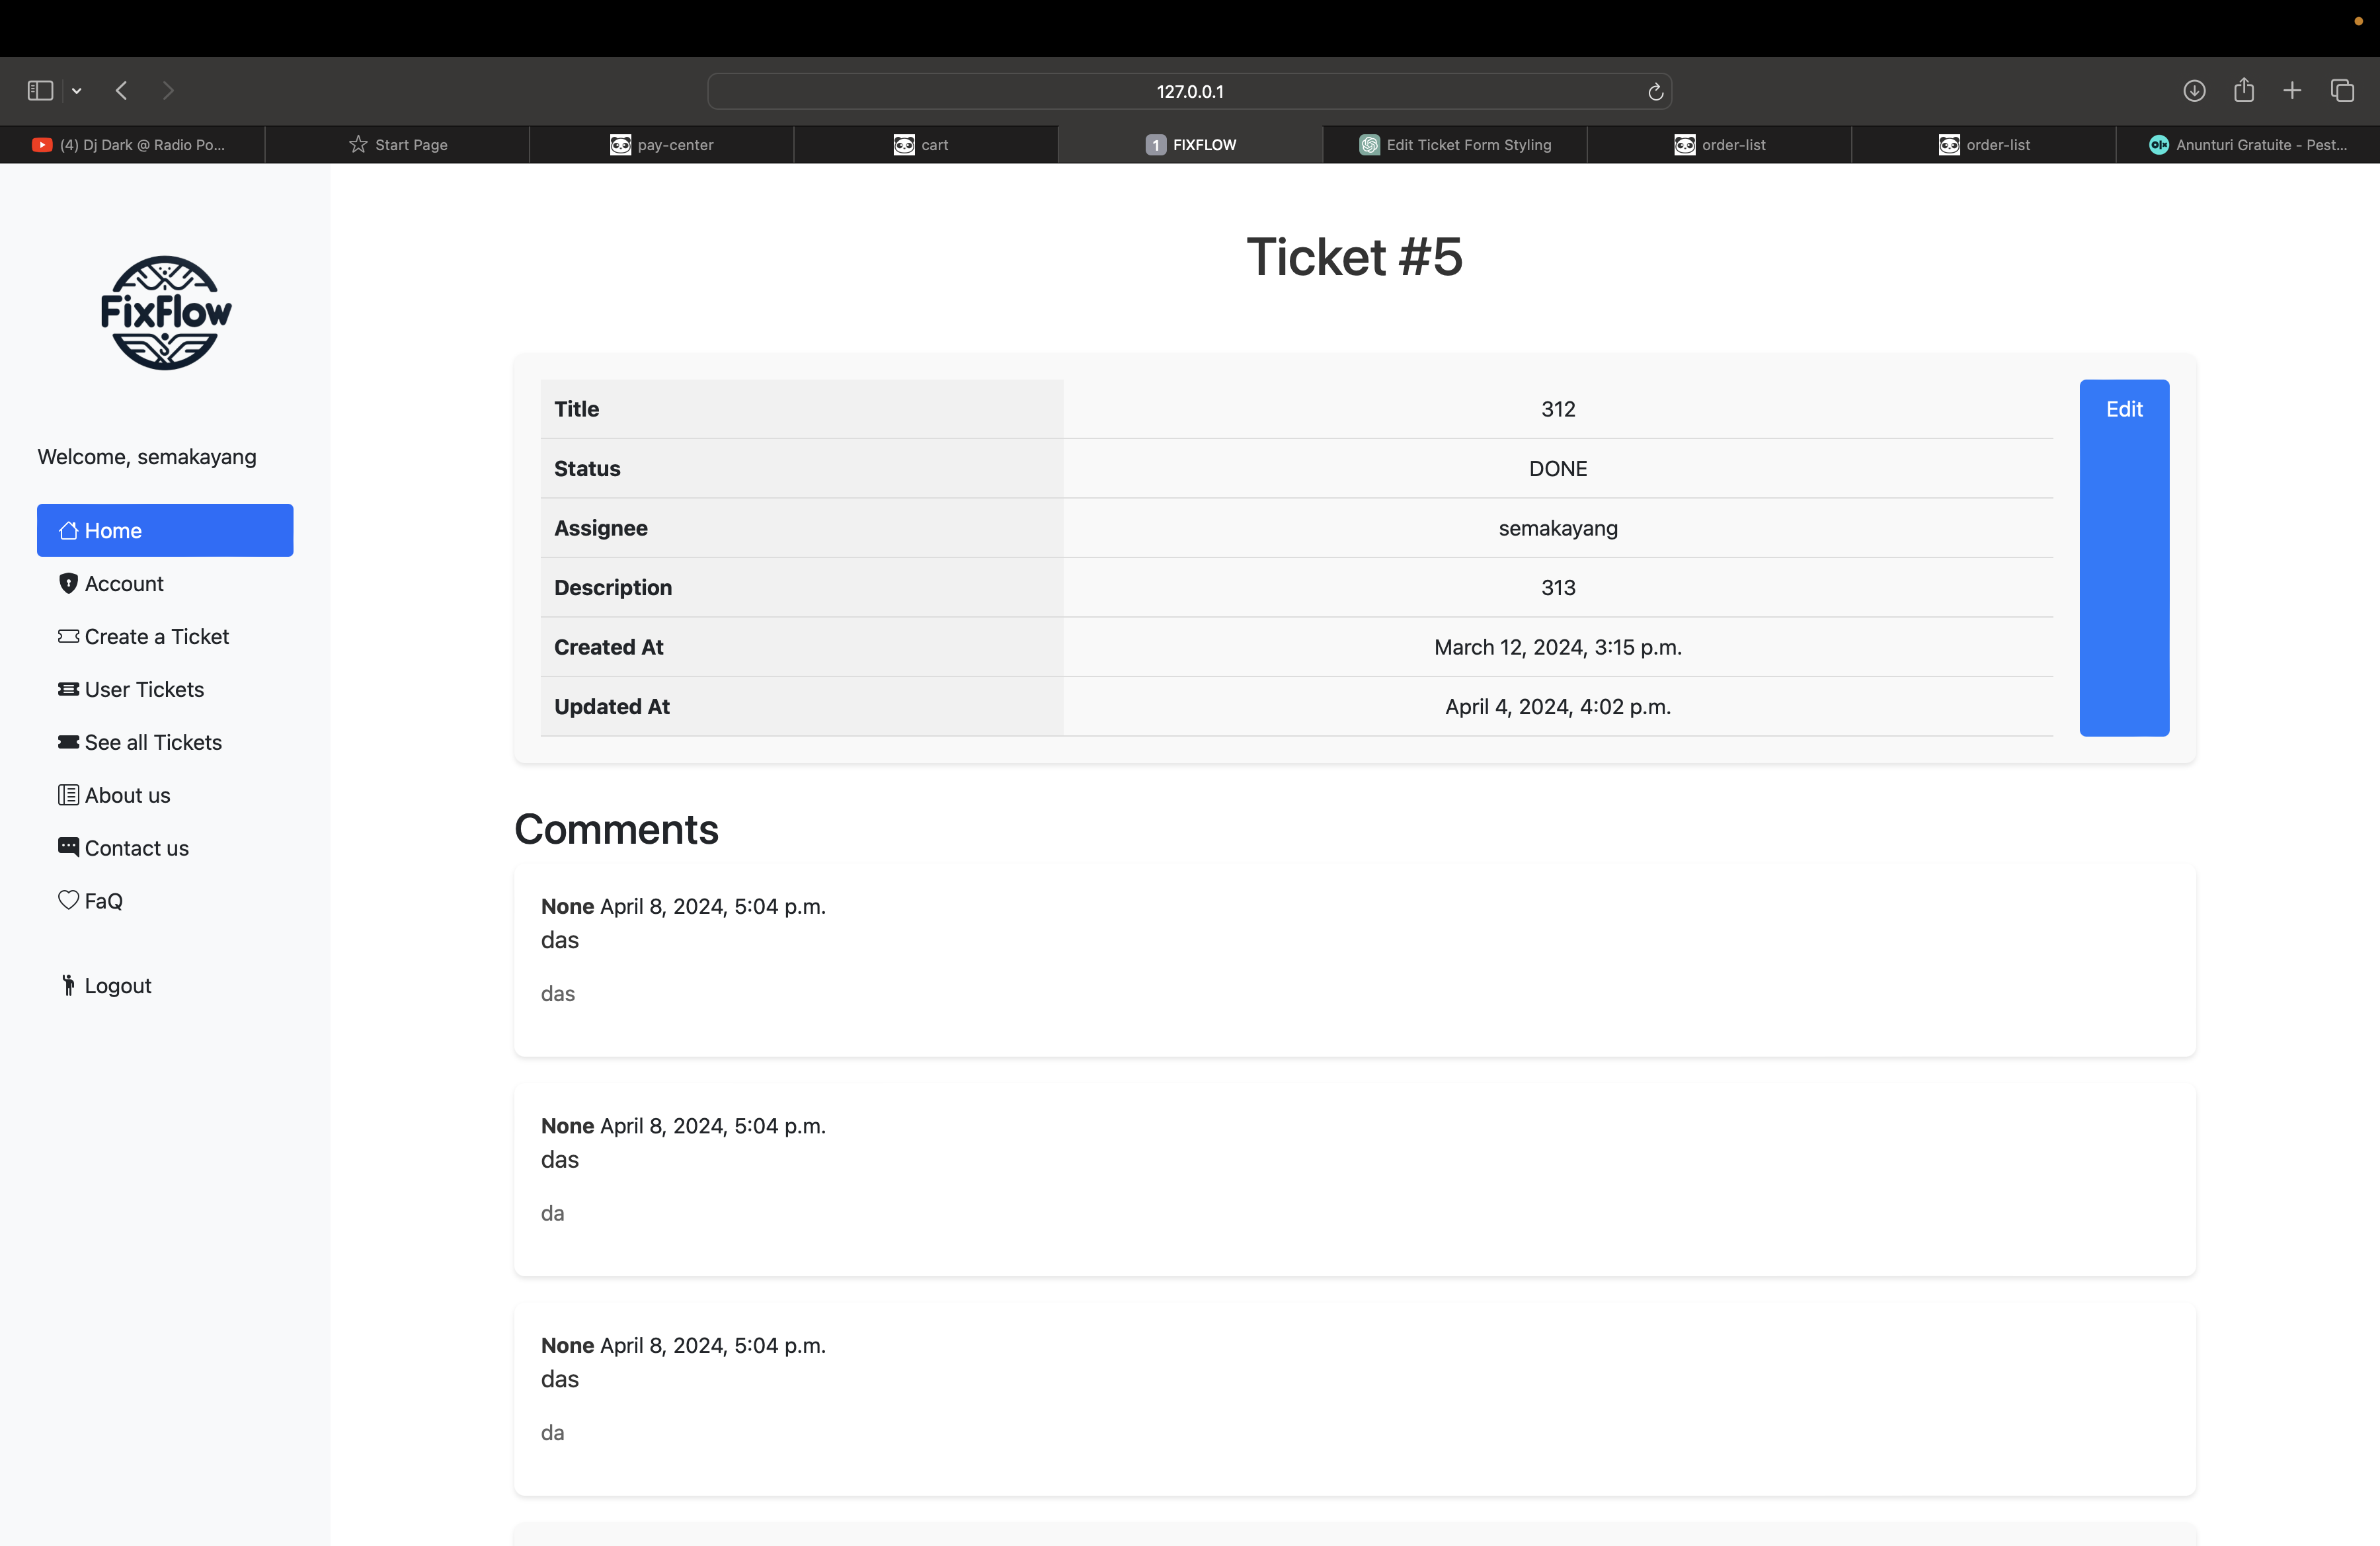 127.0.0.1
(4) Dj Dark @ Radio Po...
Start Page
pay-center
cart
1 FIXFLOW
Edit Ticket Form Styling
order-list
order-list
olx Anunturi Gratuite - Pest...
FixFlow
Welcome, semakayang
Home
Account
Create a Ticket
User Tickets
See all Tickets
About us
Contact us
FaQ
Logout
Ticket #5
Title 312
Status DONE
Assignee semakayang
Description 313
Created At March 12, 2024, 3:15 p.m.
Updated At April 4, 2024, 4:02 p.m.
Edit
Comments
None April 8, 2024, 5:04 p.m.
das
das
None April 8, 2024, 5:04 p.m.
das
da
None April 8, 2024, 5:04 p.m.
das
da